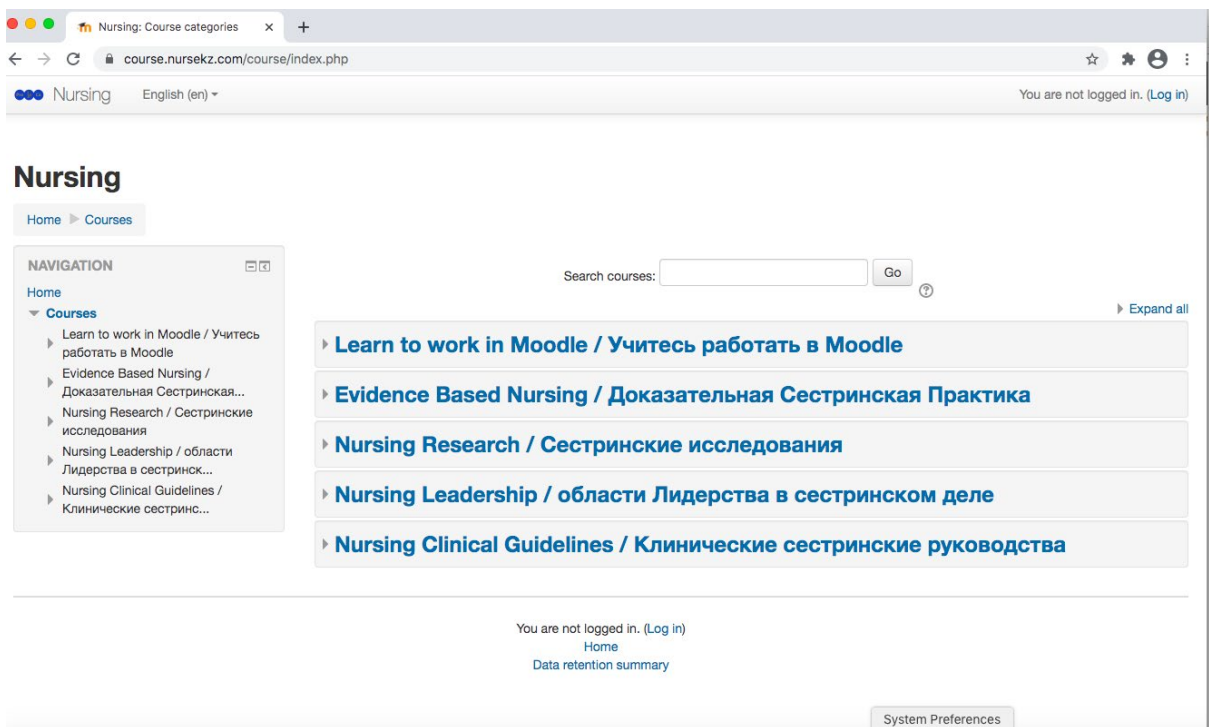 Nursing: Course categories
course.nursekz.com/course/index.php
Nursing English (en)
You are not logged in. (Log in)
Nursing
Home Courses
NAVIGATION
Home
Courses
Learn to work in Moodle / Учитесь
работать в Moodle
Evidence Based Nursing /
Доказательная Сестринская...
Nursing Research / Сестринские
исследования
Nursing Leadership / области
Лидерства в сестринск...
Nursing Clinical Guidelines /
Клинические сестринс...
Search courses: Go
Expand all
Learn to work in Moodle / Учитесь работать в Moodle
Evidence Based Nursing / Доказательная Сестринская Практика
Nursing Research / Сестринские исследования
Nursing Leadership / области Лидерства в сестринском деле
Nursing Clinical Guidelines / Клинические сестринские руководства
You are not logged in. (Log in)
Home
Data retention summary
System Preferences